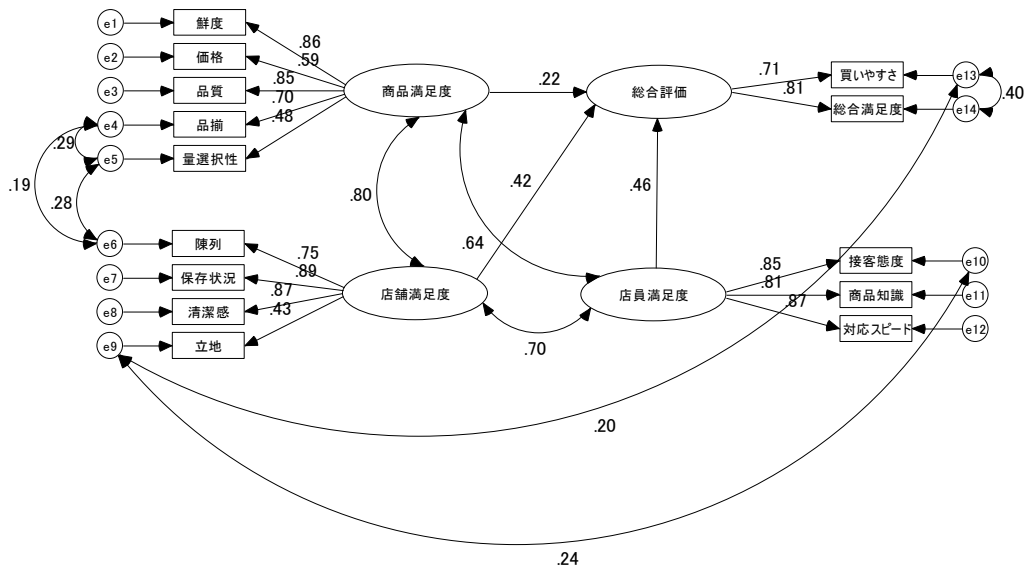 e1
鮮度
e2
価格
e3
品質
e4
品揃
e5
量選択性
.86
.59
.85
.70
.48
商品満足度
.22
総合評価
.71
.81
買いやすさ
e13
総合満足度
e14
.40
.29
.19
.28
.80
.64
.42
.46
e6
陳列
e7
保存状況
e8
清潔感
e9
立地
.75
.89
.87
.43
店舗満足度
.70
店員満足度
.85
.81
.87
接客態度
e10
商品知識
e11
対応スピード
e12
.20
.24